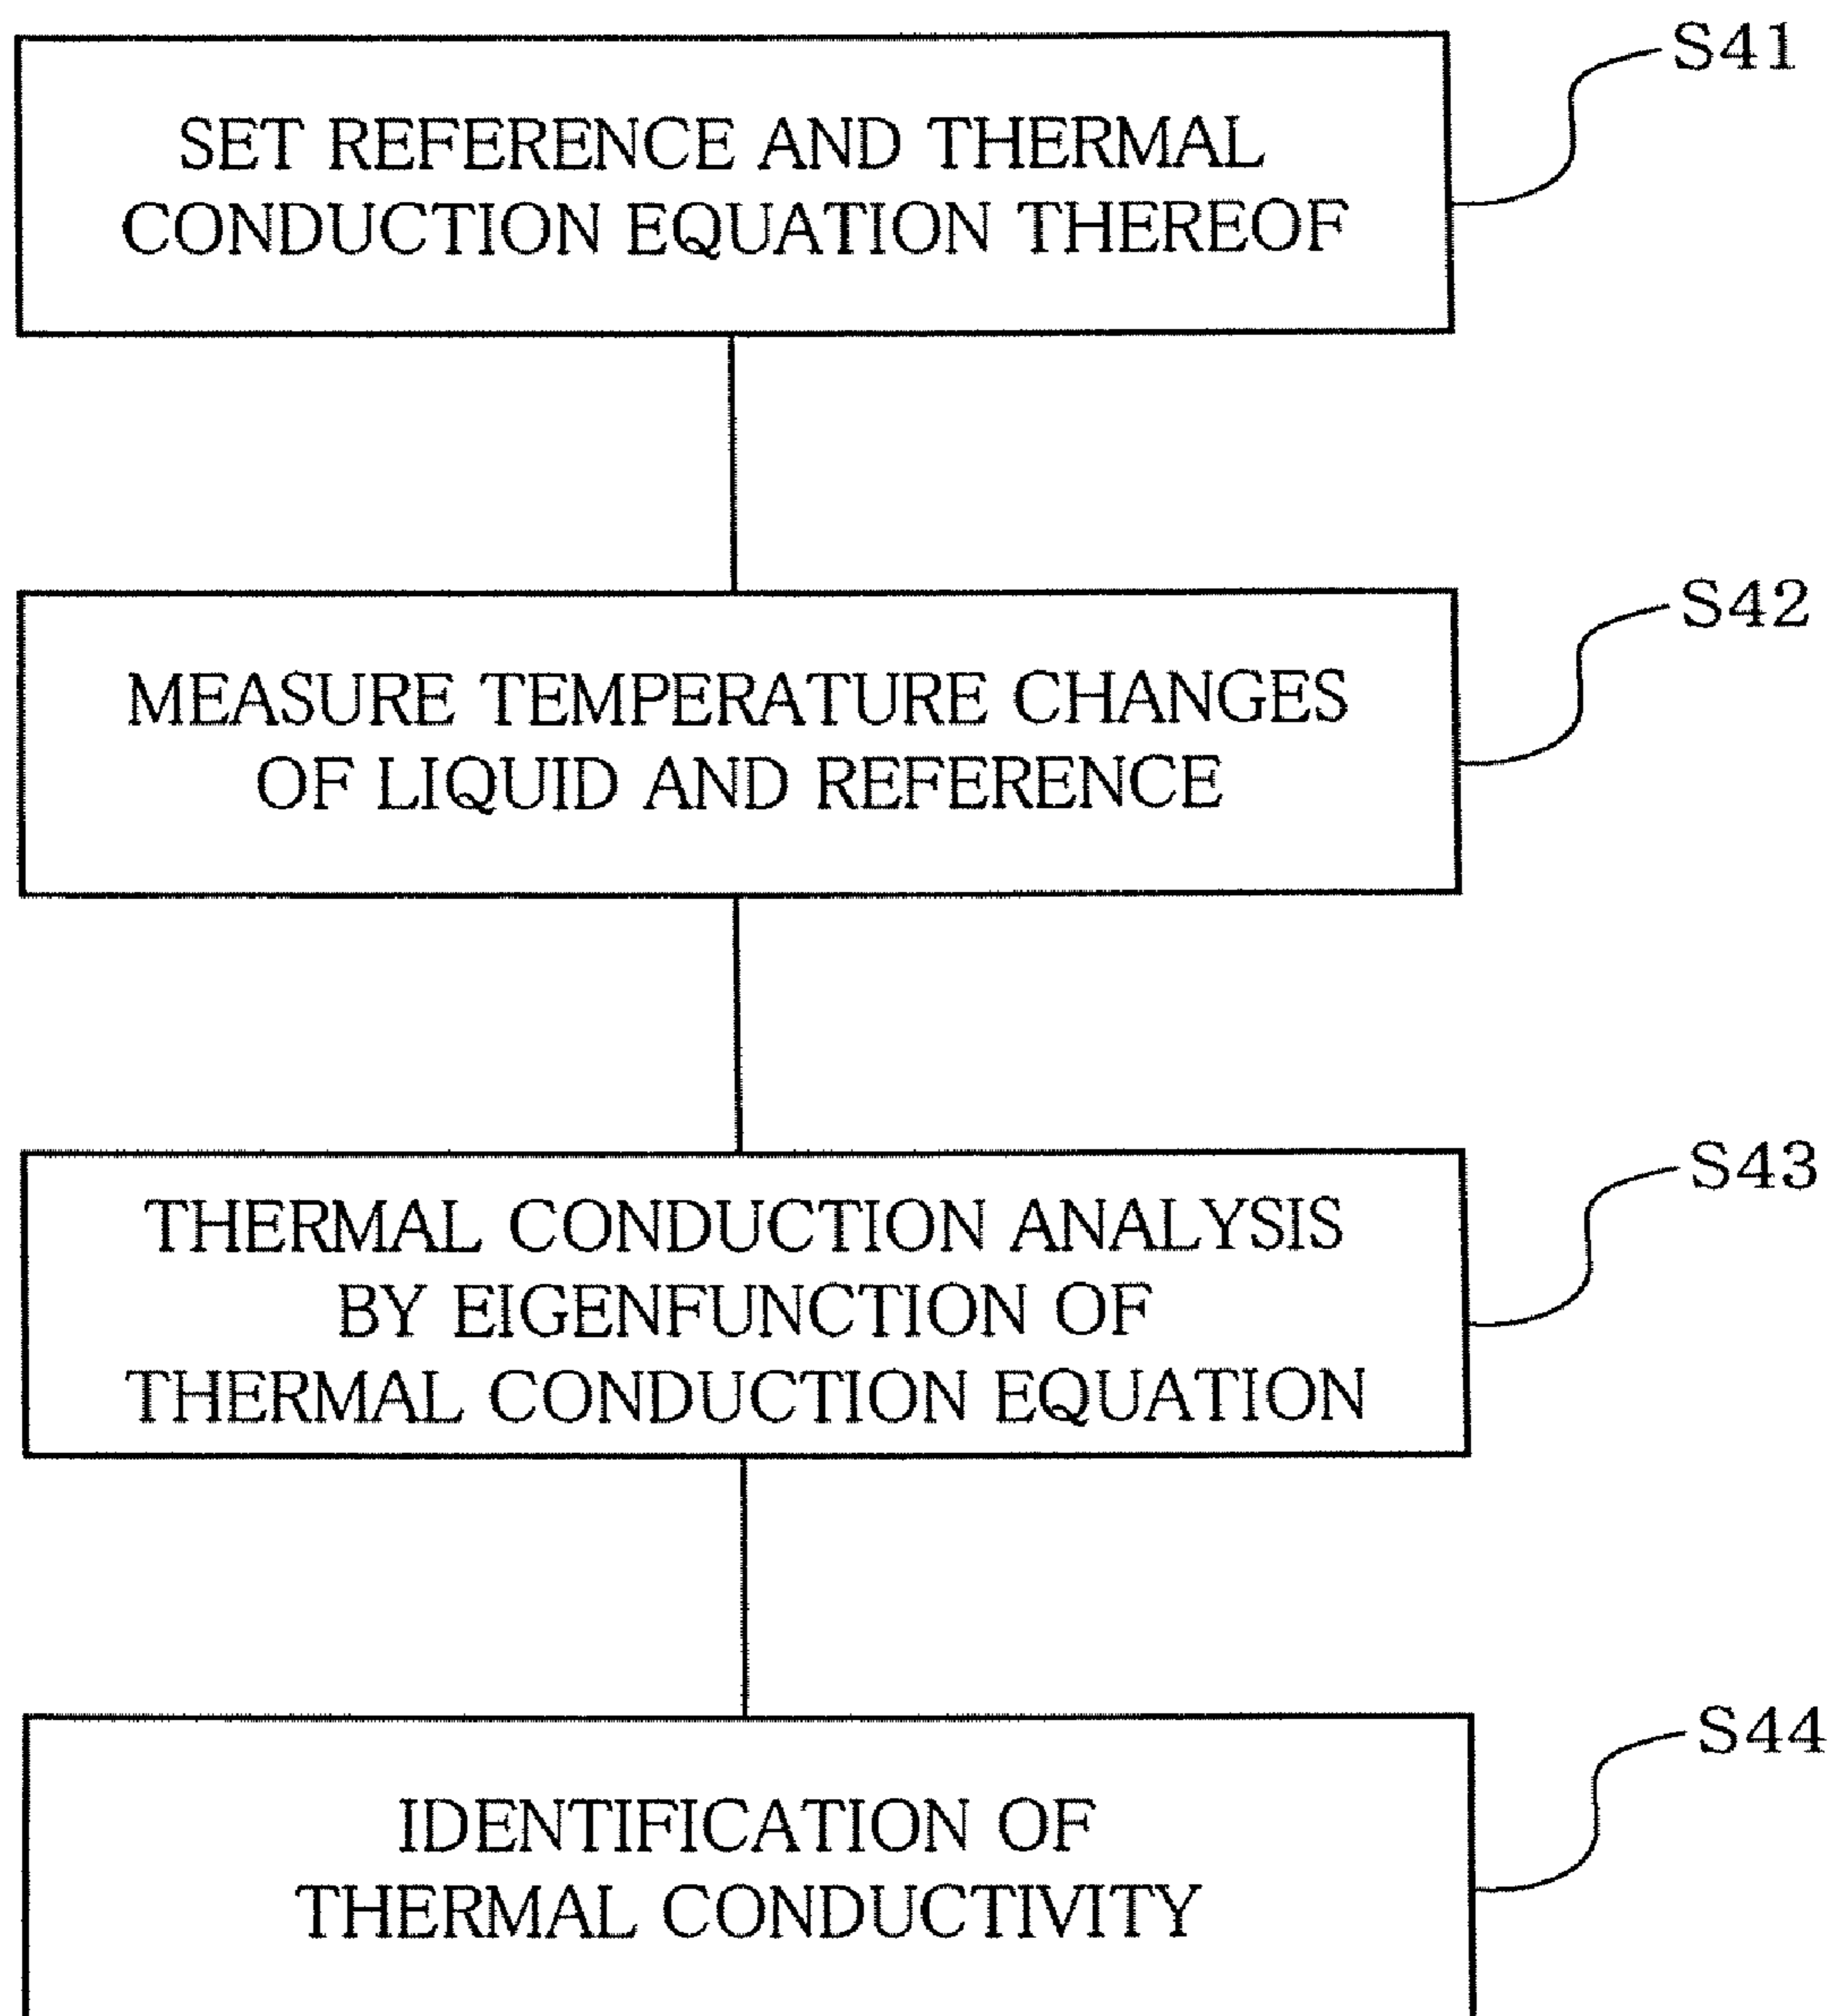 S41
SET REFERENCE AND THERMAL
CONDUCTION EQUATION THEREOF
S42
MEASURE TEMPERATURE CHANGES
OF LIQUID AND REFERENCE
S43
THERMAL CONDUCTION ANALYSIS
BY EIGENFUNCTION OF
THERMAL CONDUCTION EQUATION
S44
IDENTIFICATION OF
THERMAL CONDUCTIVITY